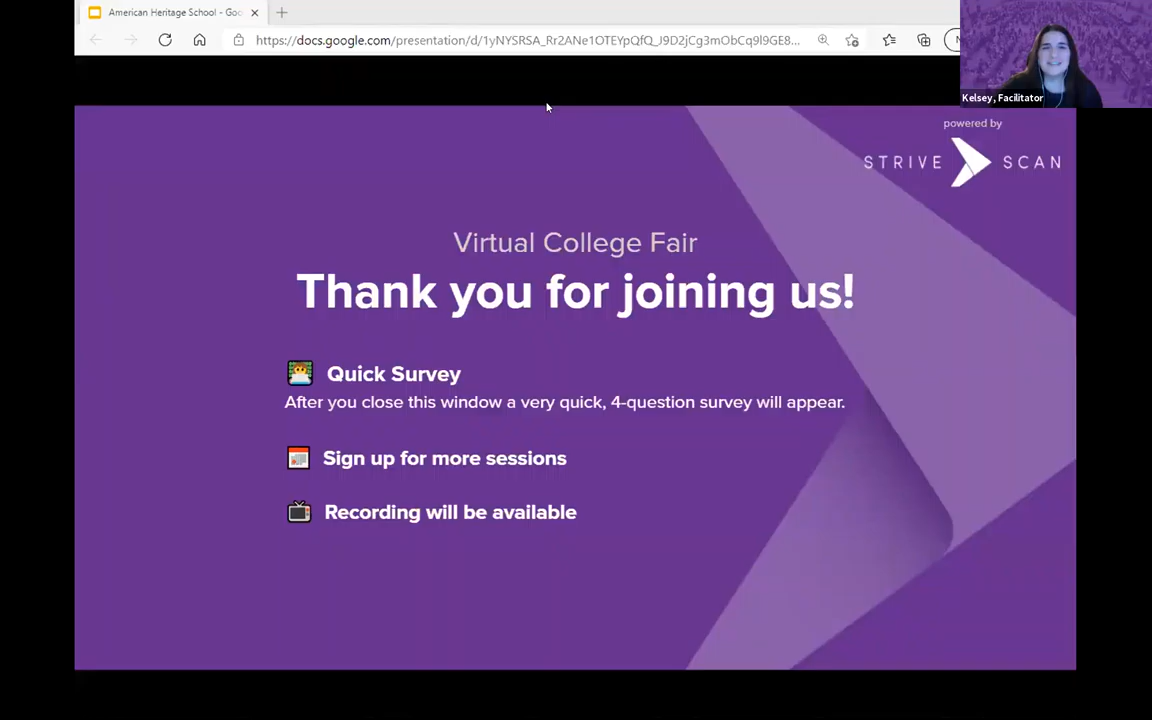 American Heritage School - Goo
https://docs.google.com/presentation/d/1yNYSRSA_Rr2ANe1OTEYpQfQ_J9D2jCg3mObCq9l9GE8...
Kelsey, Facilitator
powered by
STRIVE SCAN
Virtual College Fair
Thank you for joining us!
Quick Survey
After you close this window a very quick, 4-question survey will appear.
Sign up for more sessions
Recording will be available